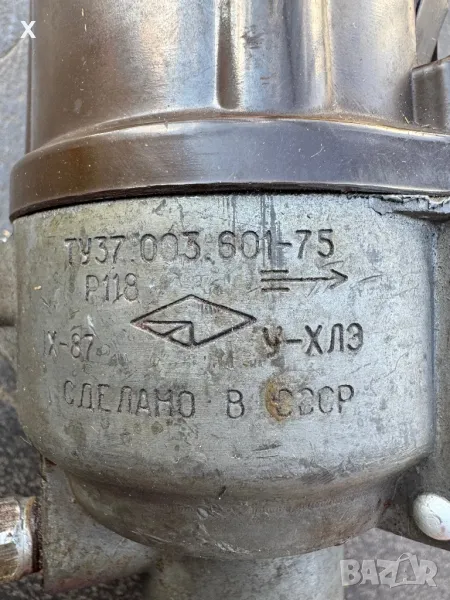 X
ТУ37.003.601-75
Р118
X-87
У-ХЛЭ
СДЕЛАНО В СССР
BAZAR